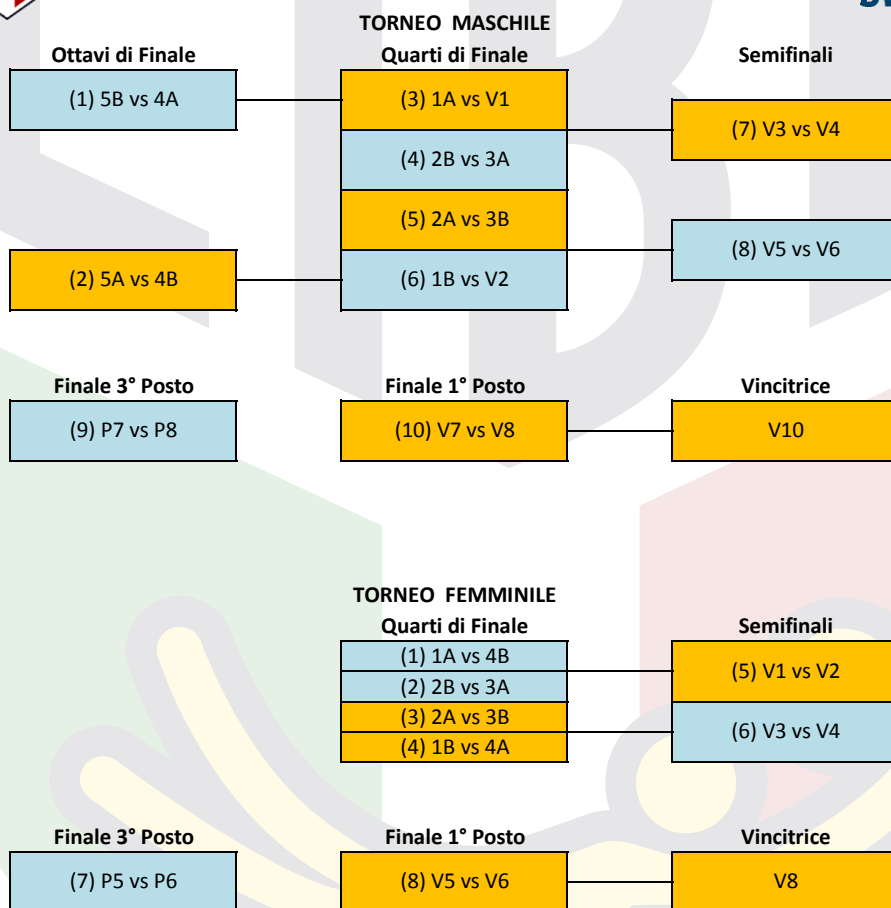 TORNEO MASCHILE
Ottavi di Finale Quarti di Finale Semifinali
(1) 5B vs 4A (3) 1A vs V1
(7) V3 vs V4
(4) 2B vs 3A
(5) 2A vs 3B
(8) V5 vs V6
(2) 5A vs 4B (6) 1B vs V2
Finale 3° Posto Finale 1° Posto Vincitrice
(9) P7 vs P8 (10) V7 vs V8 V10
TORNEO FEMMINILE
Quarti di Finale Semifinali
(1) 1A vs 4B
(5) V1 vs V2
(2) 2B vs 3A
(3) 2A vs 3B
(6) V3 vs V4
(4) 1B vs 4A
Finale 3° Posto Finale 1° Posto Vincitrice
(7) P5 vs P6 (8) V5 vs V6 V8